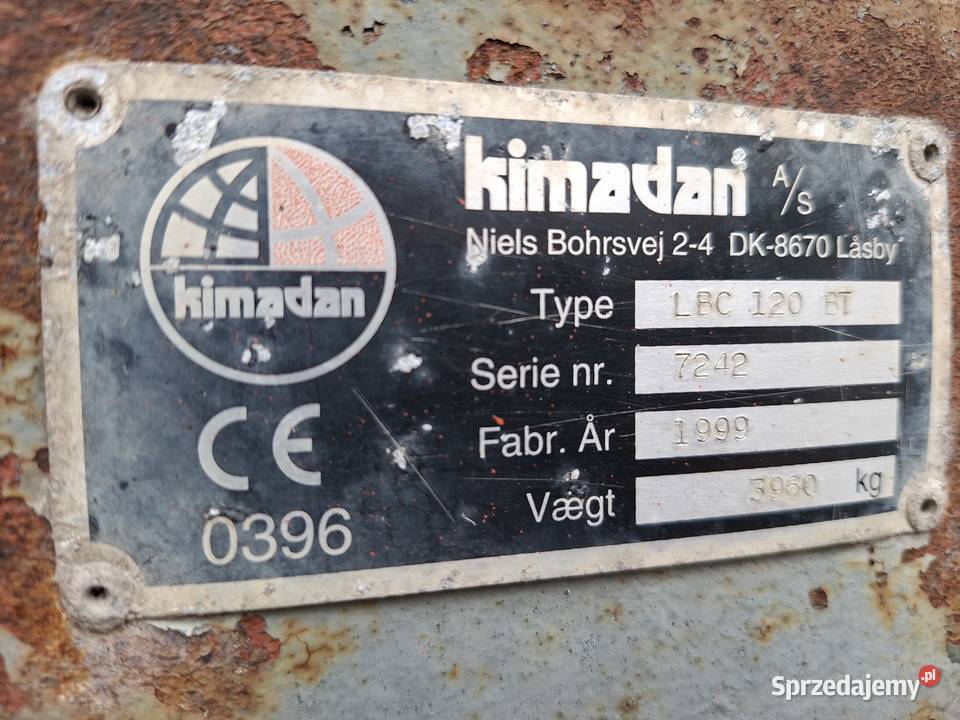 kimadan A/S
Niels Bohrsvej 2-4 DK-8670 Låsby
kimadan
Type LBC 120 BT
Serie nr. 7242
Fabr. År 1999
Vægt 3960 kg
CE
0396
Sprzedajemy.pl